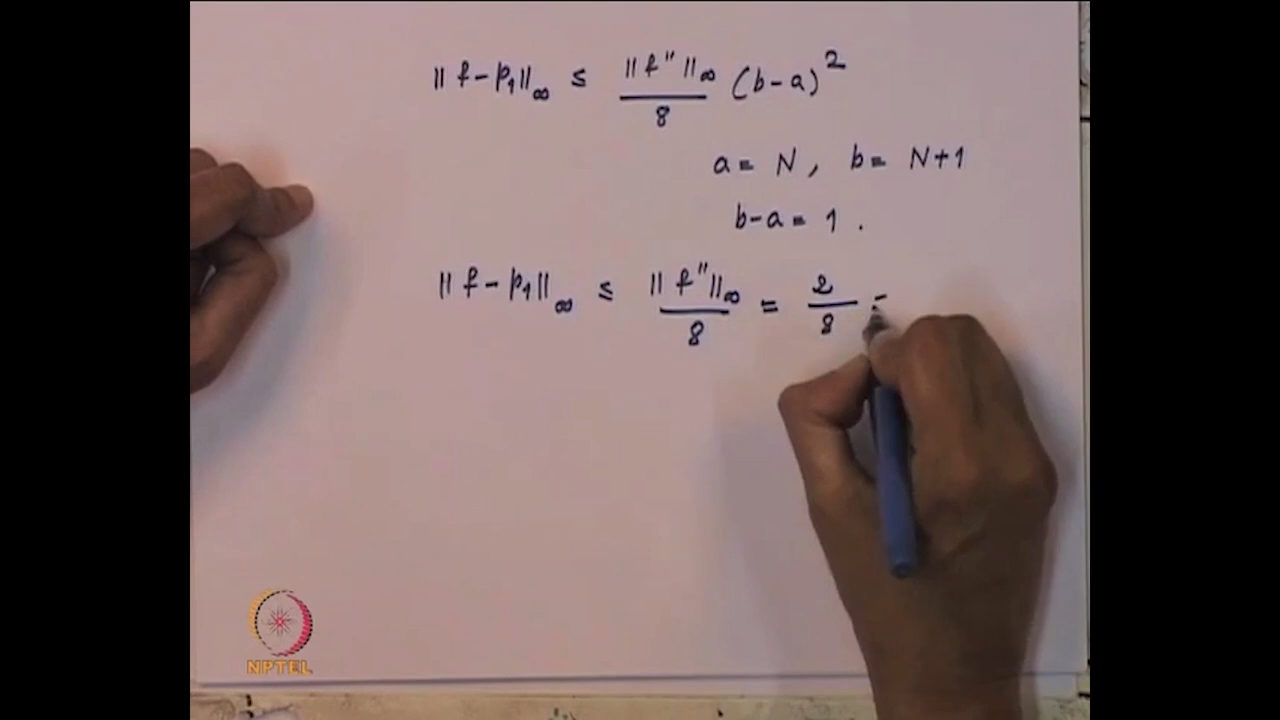 || f - p₁ ||∞ ≤ || f" ||∞ / 8 (b-a)²
a = N, b = N+1
b-a = 1.
|| f - p₁ ||∞ ≤ || f" ||∞ / 8 = 2 / 8 =
NPTEL